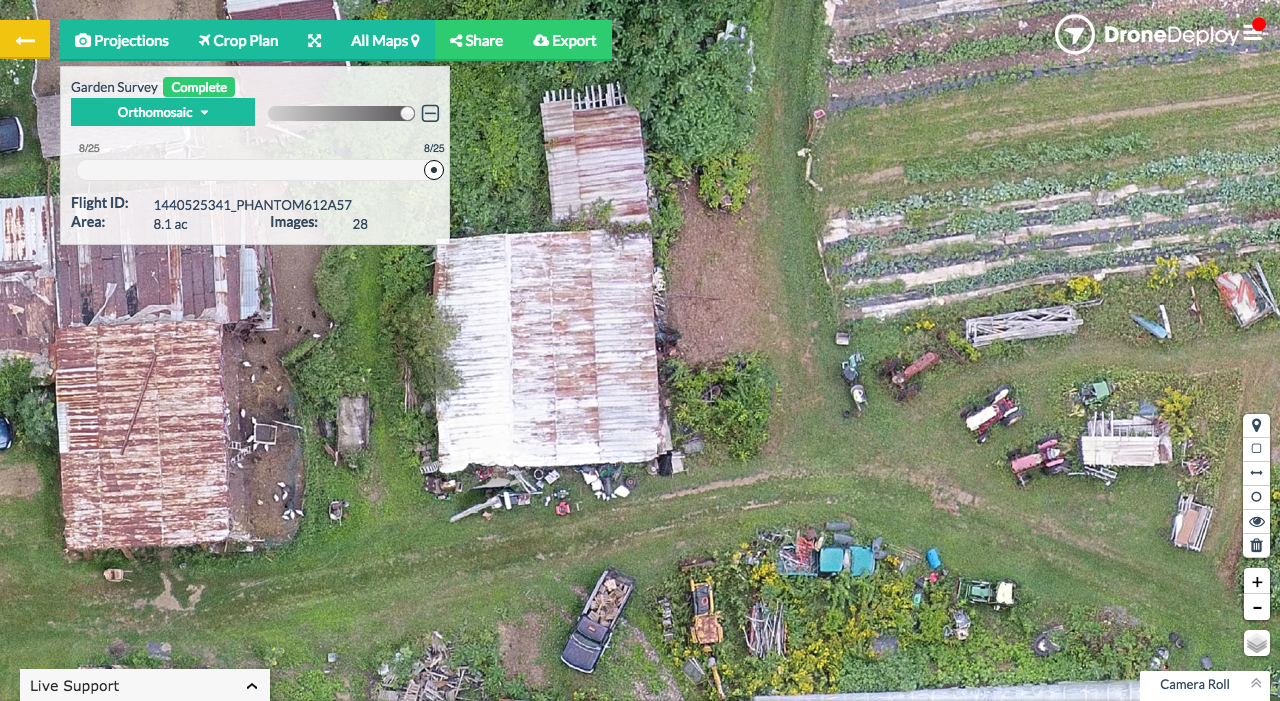 Projections Crop Plan All Maps Share Export
DroneDeploy
Garden Survey Complete
Orthomosaic
8/25 8/25
Flight ID: 1440525341_PHANTOM612A57
Area: 8.1 ac Images: 28
+
-
Live Support
Camera Roll